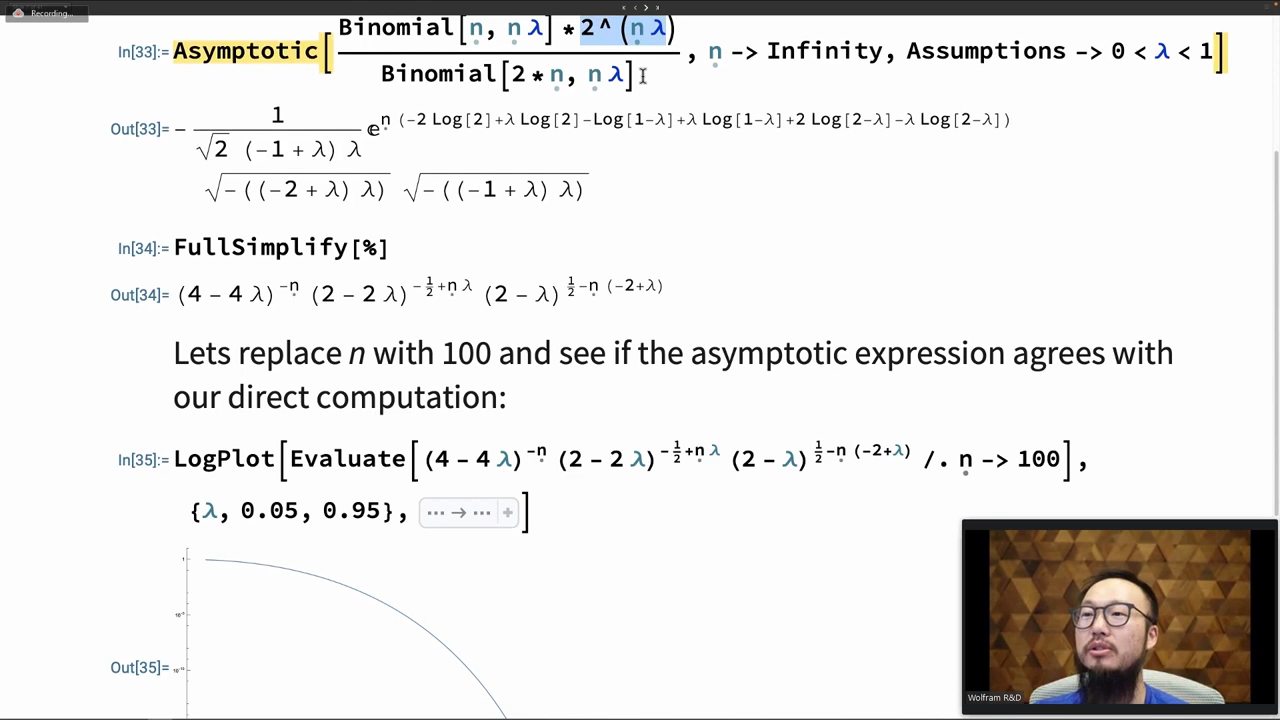 Recording...
In[33]:= Asymptotic[ Binomial[n, n λ] * 2^(n λ) / Binomial[2 * n, n λ] , n -> Infinity, Assumptions -> 0 < λ < 1]
Out[33]= - 1 / (√2 (-1 + λ) λ) e^(n (-2 Log[2]+λ Log[2]-Log[1-λ]+λ Log[1-λ]+2 Log[2-λ]-λ Log[2-λ]))
√(-((-2 + λ) λ)) √(-((-1 + λ) λ))
In[34]:= FullSimplify[%]
Out[34]= (4 - 4 λ)^(-n) (2 - 2 λ)^(-1/2+n λ) (2 - λ)^(1/2-n (-2+λ))
Lets replace n with 100 and see if the asymptotic expression agrees with
our direct computation:
In[35]:= LogPlot[Evaluate[(4 - 4 λ)^(-n) (2 - 2 λ)^(-1/2+n λ) (2 - λ)^(1/2-n (-2+λ)) /. n -> 100],
{λ, 0.05, 0.95}, ⋯ → ⋯ +]
1
Out[35]=
Wolfram R&D